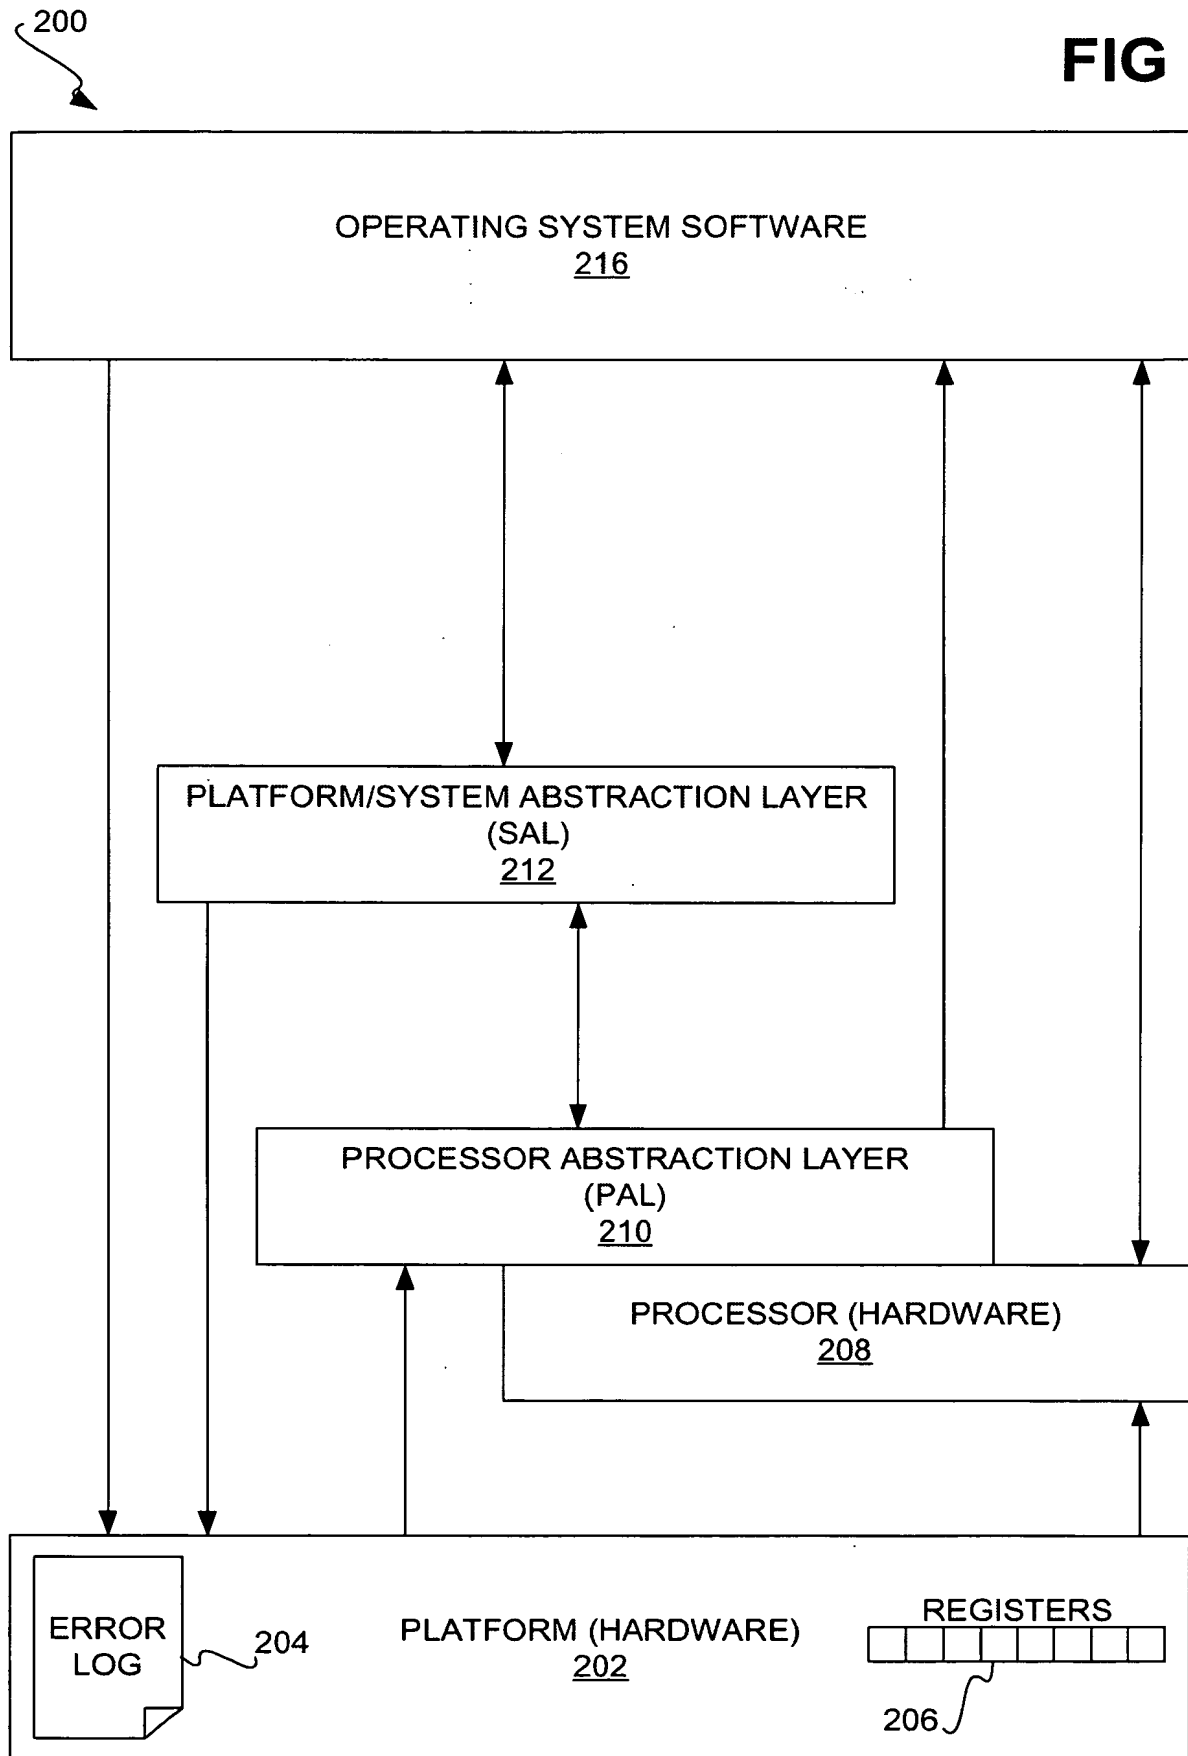 200
FIG
OPERATING SYSTEM SOFTWARE
216
PLATFORM/SYSTEM ABSTRACTION LAYER
(SAL)
212
PROCESSOR ABSTRACTION LAYER
(PAL)
210
PROCESSOR (HARDWARE)
208
ERROR
LOG
204
PLATFORM (HARDWARE)
202
REGISTERS
206